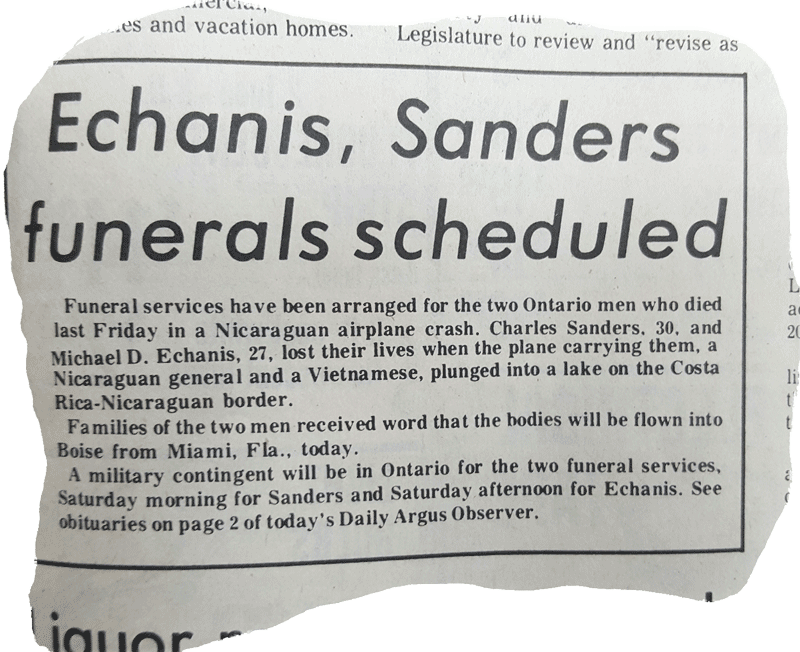 es and vacation homes.
Legislature to review and “revise as
Echanis, Sanders
funerals scheduled
Funeral services have been arranged for the two Ontario men who died
last Friday in a Nicaraguan airplane crash. Charles Sanders, 30, and
Michael D. Echanis, 27, lost their lives when the plane carrying them, a
Nicaraguan general and a Vietnamese, plunged into a lake on the Costa
Rica-Nicaraguan border.
Families of the two men received word that the bodies will be flown into
Boise from Miami, Fla., today.
A military contingent will be in Ontario for the two funeral services,
Saturday morning for Sanders and Saturday afternoon for Echanis. See
obituaries on page 2 of today's Daily Argus Observer.